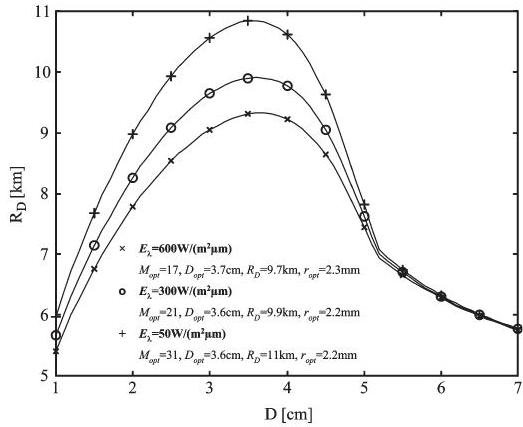 11
10
9
8
7
6
5
R_D [km]
× E_λ=600W/(m²μm)
M_opt=17, D_opt=3.7cm, R_D=9.7km, r_opt=2.3mm
o E_λ=300W/(m²μm)
M_opt=21, D_opt=3.6cm, R_D=9.9km, r_opt=2.2mm
+ E_λ=50W/(m²μm)
M_opt=31, D_opt=3.6cm, R_D=11km, r_opt=2.2mm
1 2 3 4 5 6 7
D [cm]